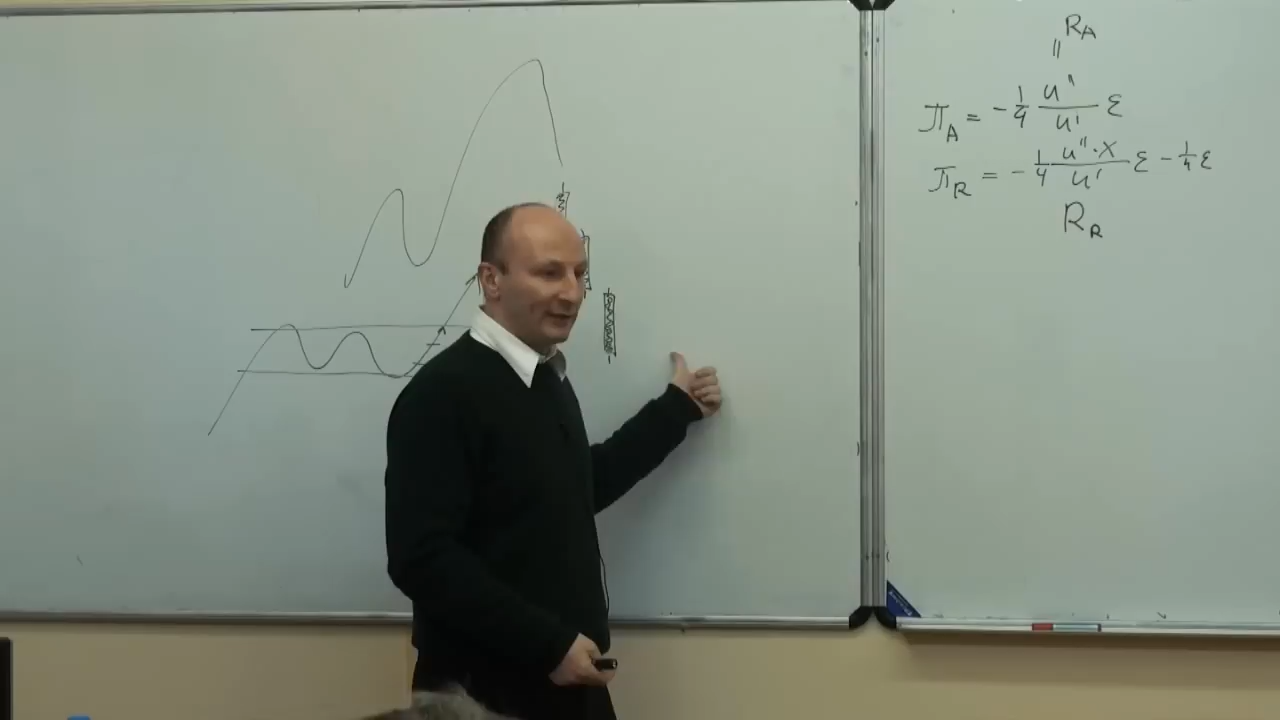 R_A
=
π_A = -1/4 u''/u' ε
π_R = -1/4 u''·x/u' ε - 1/4 ε
R_R